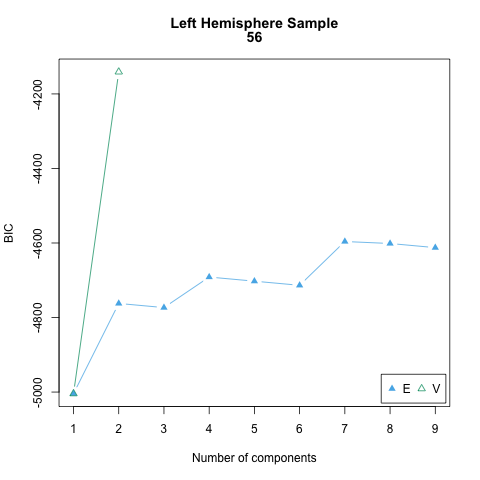 Left Hemisphere Sample
56
BIC
-4200
-4400
-4600
-4800
-5000
1 2 3 4 5 6 7 8 9
Number of components
E V